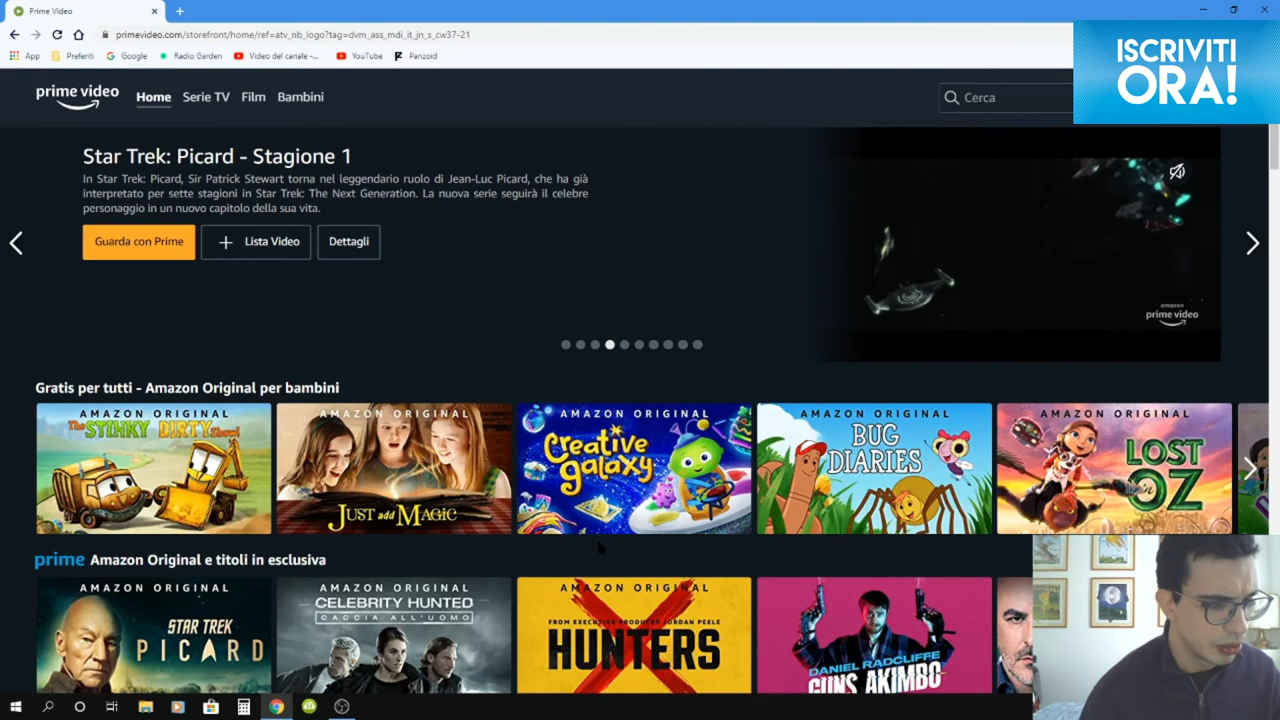 Prime Video
primevideo.com/storefront/home/ref=atv_nb_logo?tag=dvm_ass_mdi_it_jn_s_cw37-21
App Preferiti Google Radio Garden Video del canale -... YouTube Panzoid
ISCRIVITI
ORA!
prime video Home Serie TV Film Bambini Cerca
Star Trek: Picard - Stagione 1
In Star Trek: Picard, Sir Patrick Stewart torna nel leggendario ruolo di Jean-Luc Picard, che ha già
interpretato per sette stagioni in Star Trek: The Next Generation. La nuova serie seguirà il celebre
personaggio in un nuovo capitolo della sua vita.
Guarda con Prime Lista Video Dettagli
amazon
prime video
Gratis per tutti - Amazon Original per bambini
AMAZON ORIGINAL
The STINKY DIRTY Show!
AMAZON ORIGINAL
JUST add MAGIC
AMAZON ORIGINAL
Creative
galaxy
AMAZON ORIGINAL
BUG
DIARIES
AMAZON ORIGINAL
LOST
in OZ
prime Amazon Original e titoli in esclusiva
AMAZON ORIGINAL
STAR TREK
PICARD
AMAZON ORIGINAL
CELEBRITY HUNTED
CACCIA ALL'UOMO
AMAZON ORIGINAL
FROM EXECUTIVE PRODUCER JORDAN PEELE
HUNTERS
DANIEL RADCLIFFE
GUNS AKIMBO